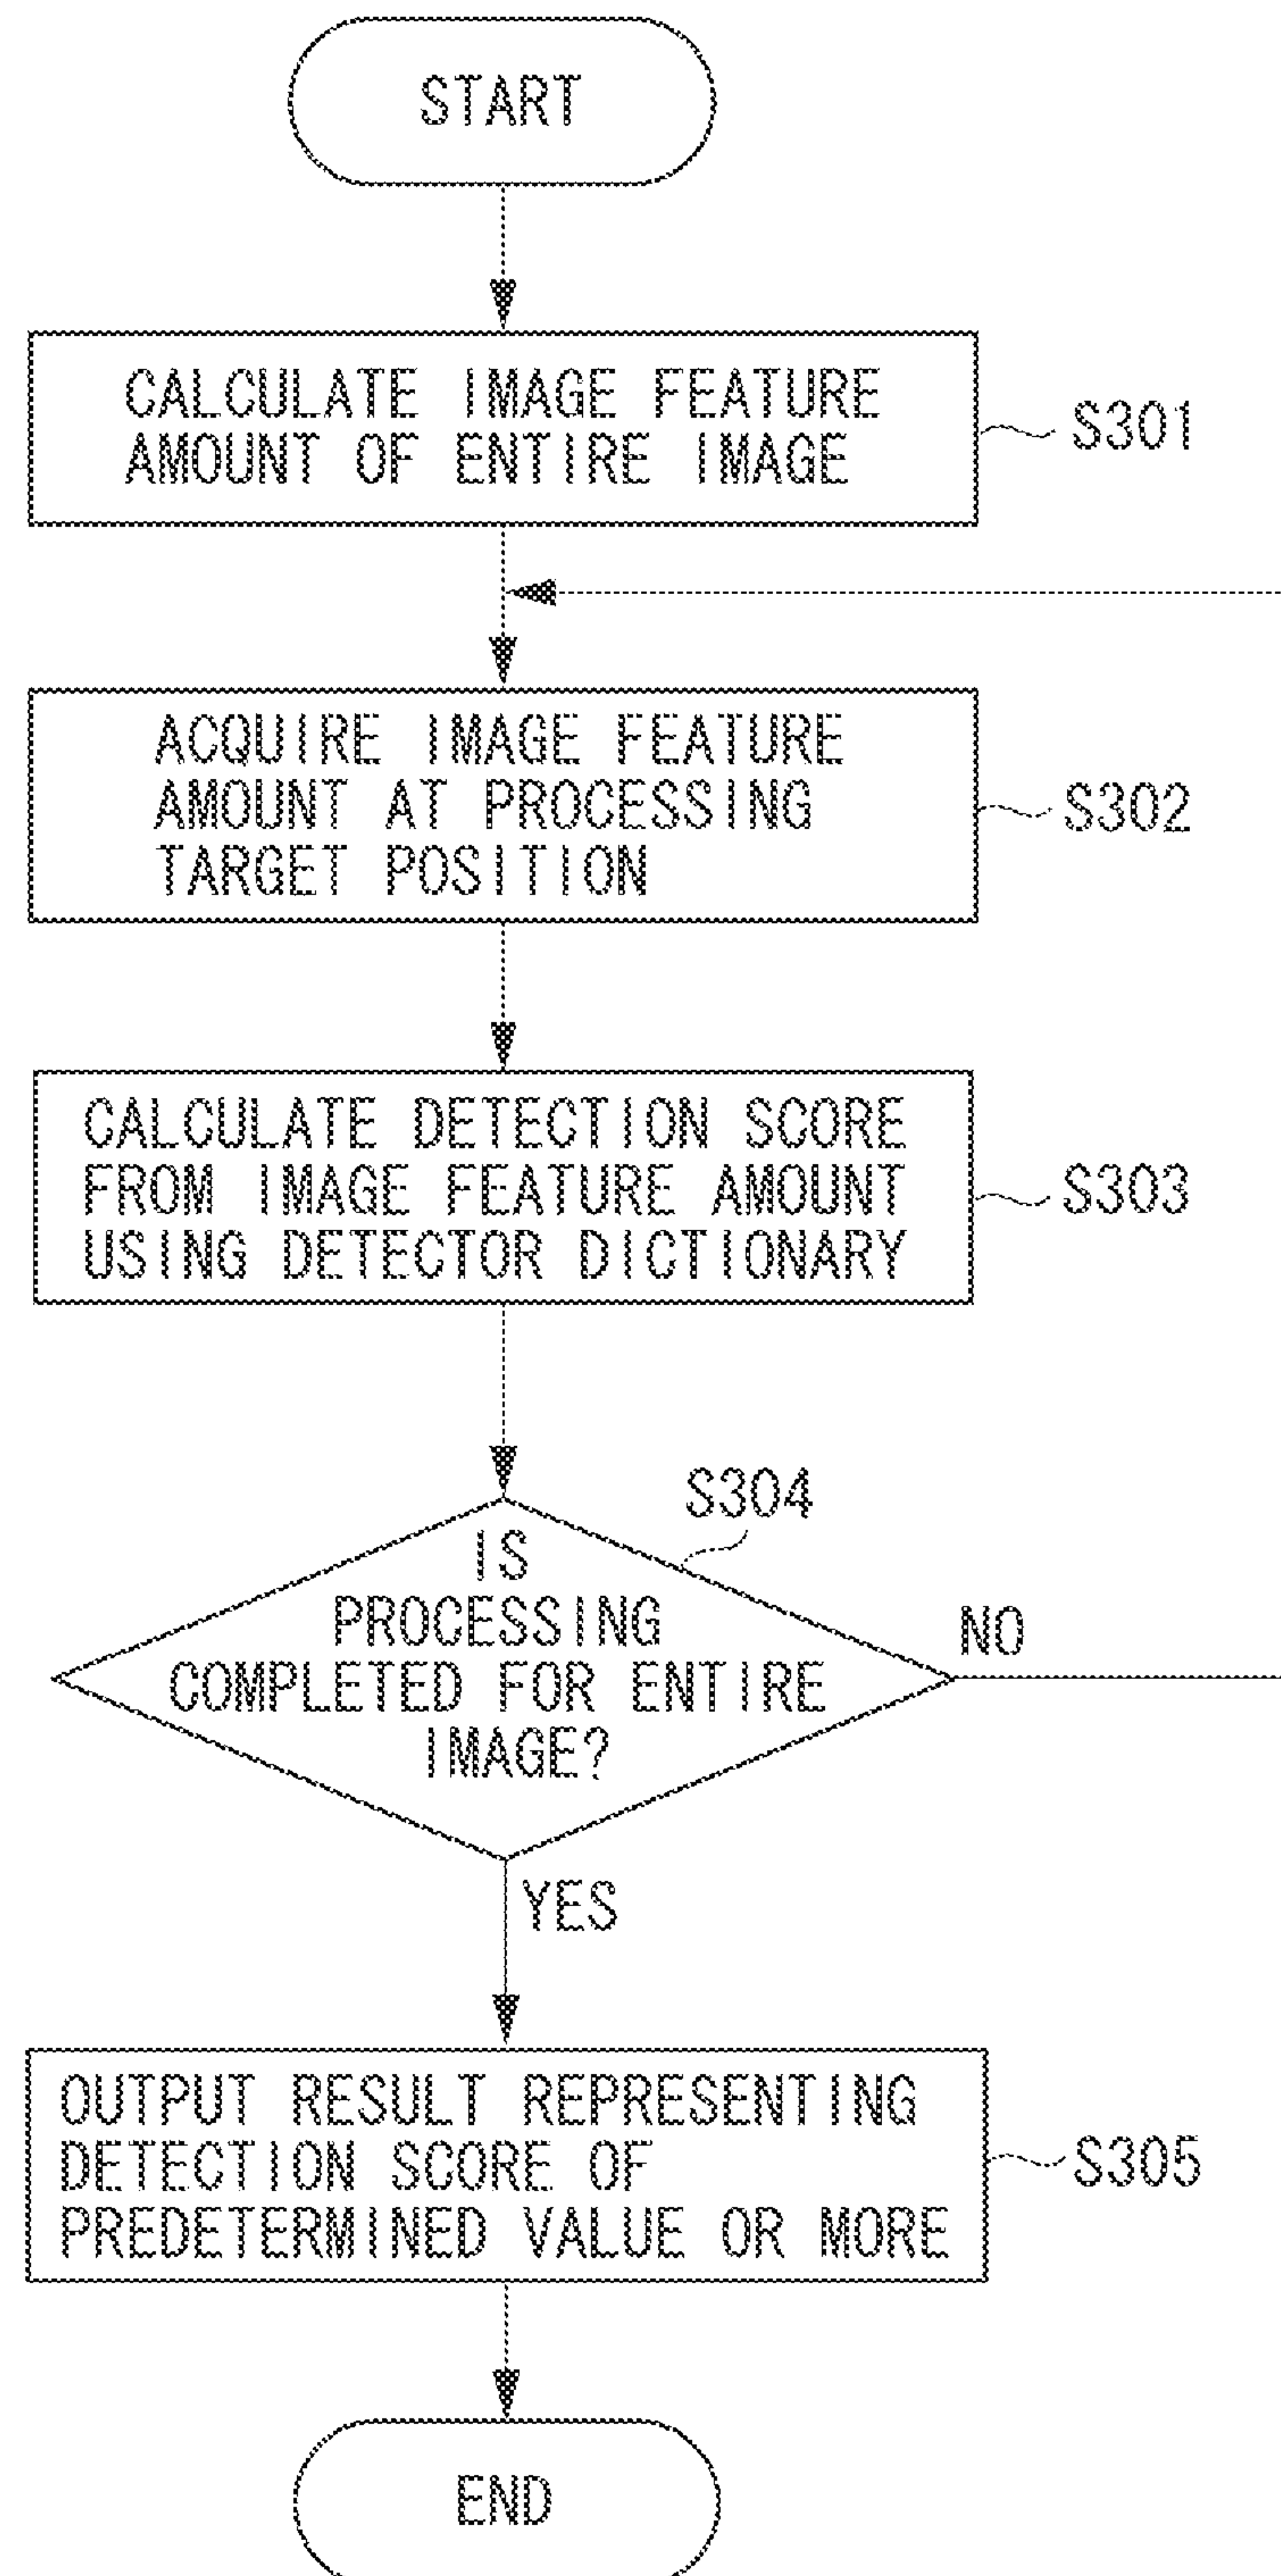 START
CALCULATE IMAGE FEATURE
AMOUNT OF ENTIRE IMAGE
S301
ACQUIRE IMAGE FEATURE
AMOUNT AT PROCESSING
TARGET POSITION
S302
CALCULATE DETECTION SCORE
FROM IMAGE FEATURE AMOUNT
USING DETECTOR DICTIONARY
S303
S304
IS
PROCESSING
COMPLETED FOR ENTIRE
IMAGE?
NO
YES
OUTPUT RESULT REPRESENTING
DETECTION SCORE OF
PREDETERMINED VALUE OR MORE
S305
END